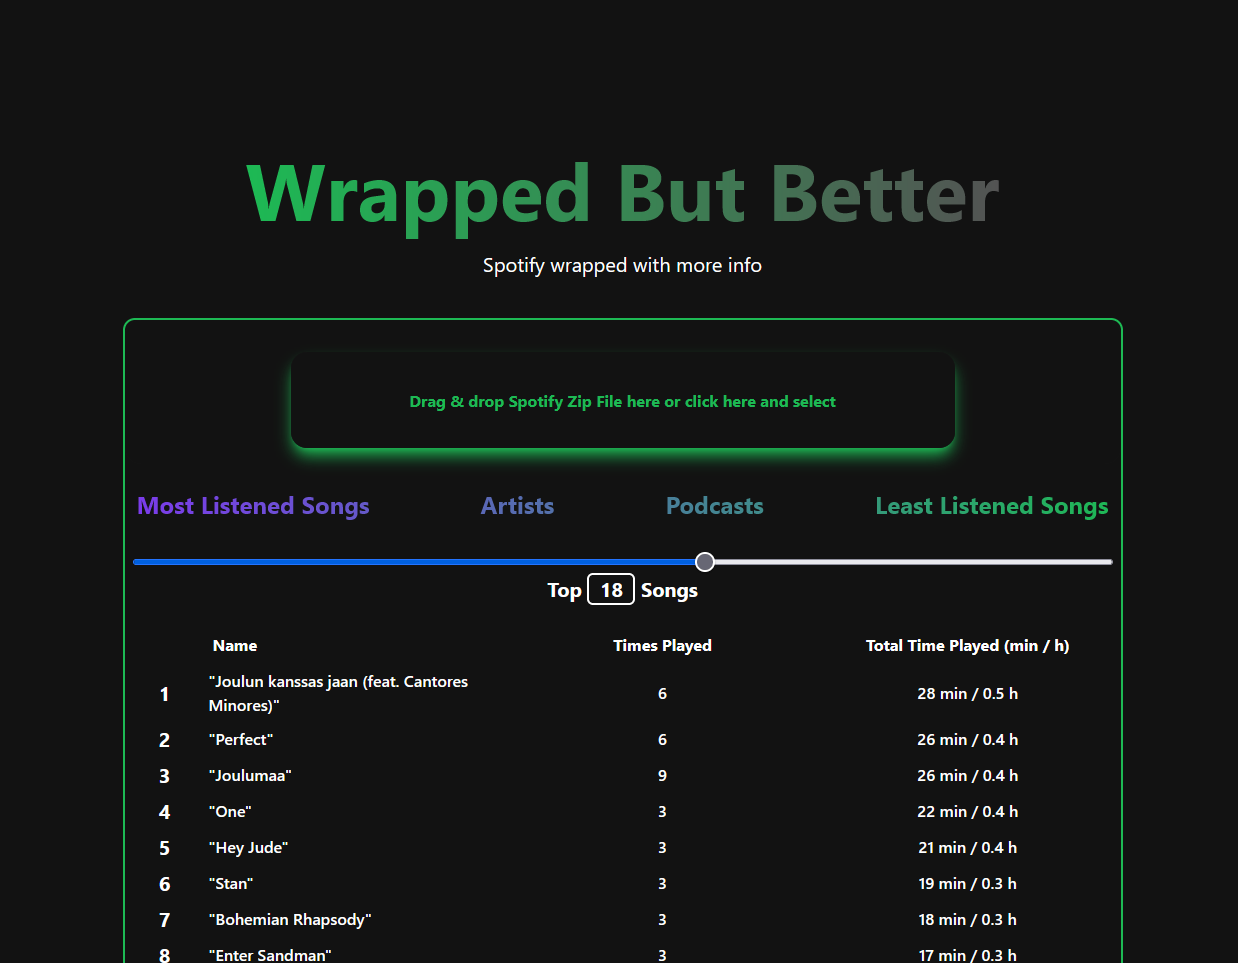 Wrapped But Better
Spotify wrapped with more info
Drag & drop Spotify Zip File here or click here and select
Most Listened Songs Artists Podcasts Least Listened Songs
Top 18 Songs
Name Times Played Total Time Played (min / h)
1 "Joulun kanssas jaan (feat. Cantores
Minores)" 6 28 min / 0.5 h
2 "Perfect" 6 26 min / 0.4 h
3 "Joulumaa" 9 26 min / 0.4 h
4 "One" 3 22 min / 0.4 h
5 "Hey Jude" 3 21 min / 0.4 h
6 "Stan" 3 19 min / 0.3 h
7 "Bohemian Rhapsody" 3 18 min / 0.3 h
8 "Enter Sandman" 3 17 min / 0.3 h